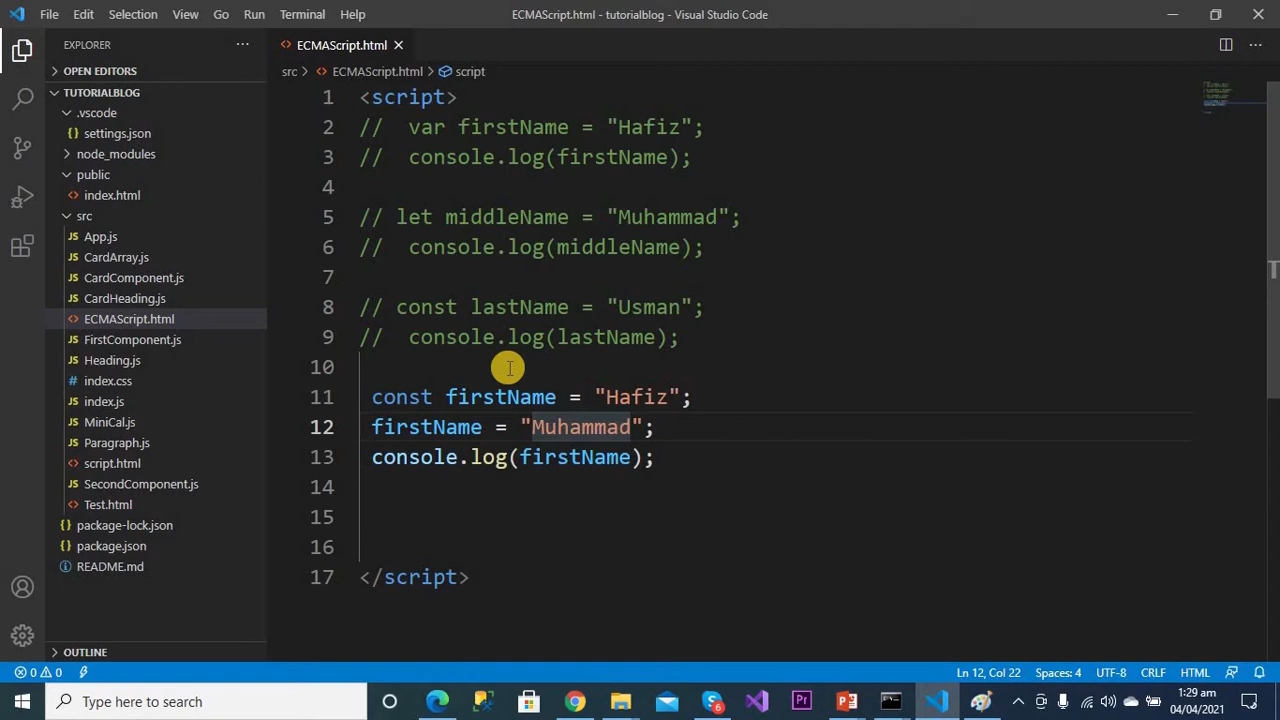 File Edit Selection View Go Run Terminal Help ECMAScript.html - tutorialblog - Visual Studio Code
EXPLORER
OPEN EDITORS
TUTORIALBLOG
.vscode
settings.json
node_modules
public
index.html
src
App.js
CardArray.js
CardComponent.js
CardHeading.js
ECMAScript.html
FirstComponent.js
Heading.js
index.css
index.js
MiniCal.js
Paragraph.js
script.html
SecondComponent.js
Test.html
package-lock.json
package.json
README.md
OUTLINE
ECMAScript.html
src > ECMAScript.html > script
1 <script>
2 //  var firstName = "Hafiz";
3 //  console.log(firstName);
4
5 // let middleName = "Muhammad";
6 //  console.log(middleName);
7
8 // const lastName = "Usman";
9 //  console.log(lastName);
10
11 const firstName = "Hafiz";
12 firstName = "Muhammad";
13 console.log(firstName);
14
15
16
17 </script>
0 0 Ln 12, Col 22 Spaces: 4 UTF-8 CRLF HTML
Type here to search
6
Pr
1:29 am
04/04/2021